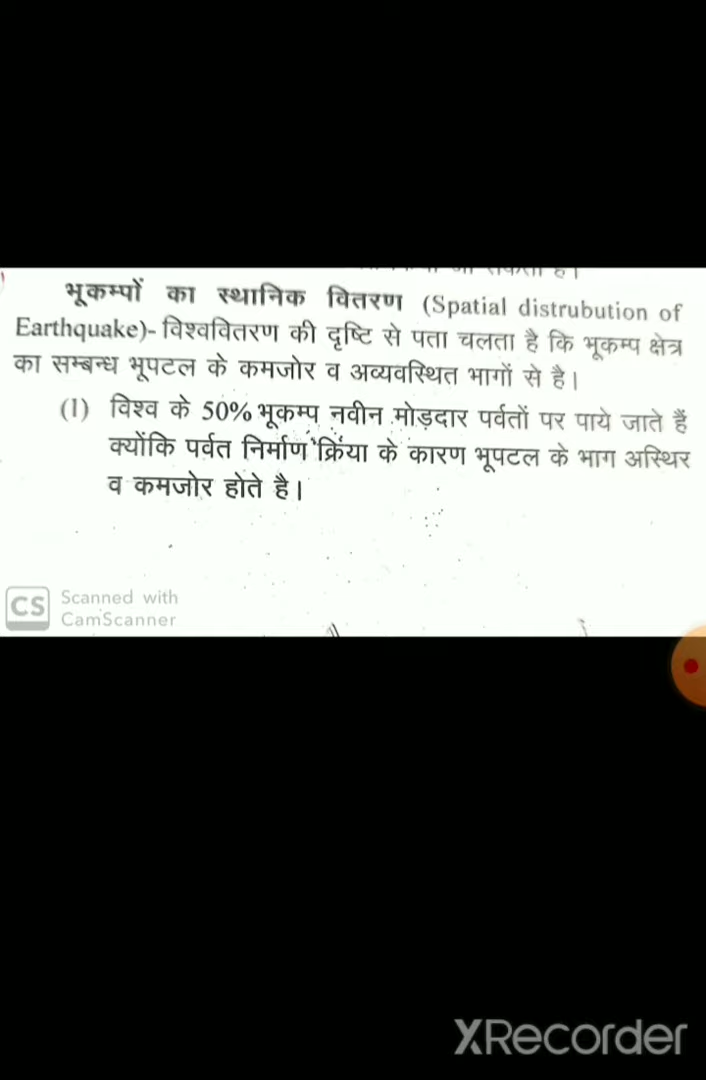 भूकम्पों का स्थानिक वितरण (Spatial distrubution of
Earthquake)- विश्ववितरण की दृष्टि से पता चलता है कि भूकम्प क्षेत्र
का सम्बन्ध भूपटल के कमजोर व अव्यवस्थित भागों से है।
(1) विश्व के 50% भूकम्प नवीन मोड़दार पर्वतों पर पाये जाते हैं
क्योंकि पर्वत निर्माण क्रिया के कारण भूपटल के भाग अस्थिर
व कमजोर होते है।
CS Scanned with
CamScanner
XRecorder